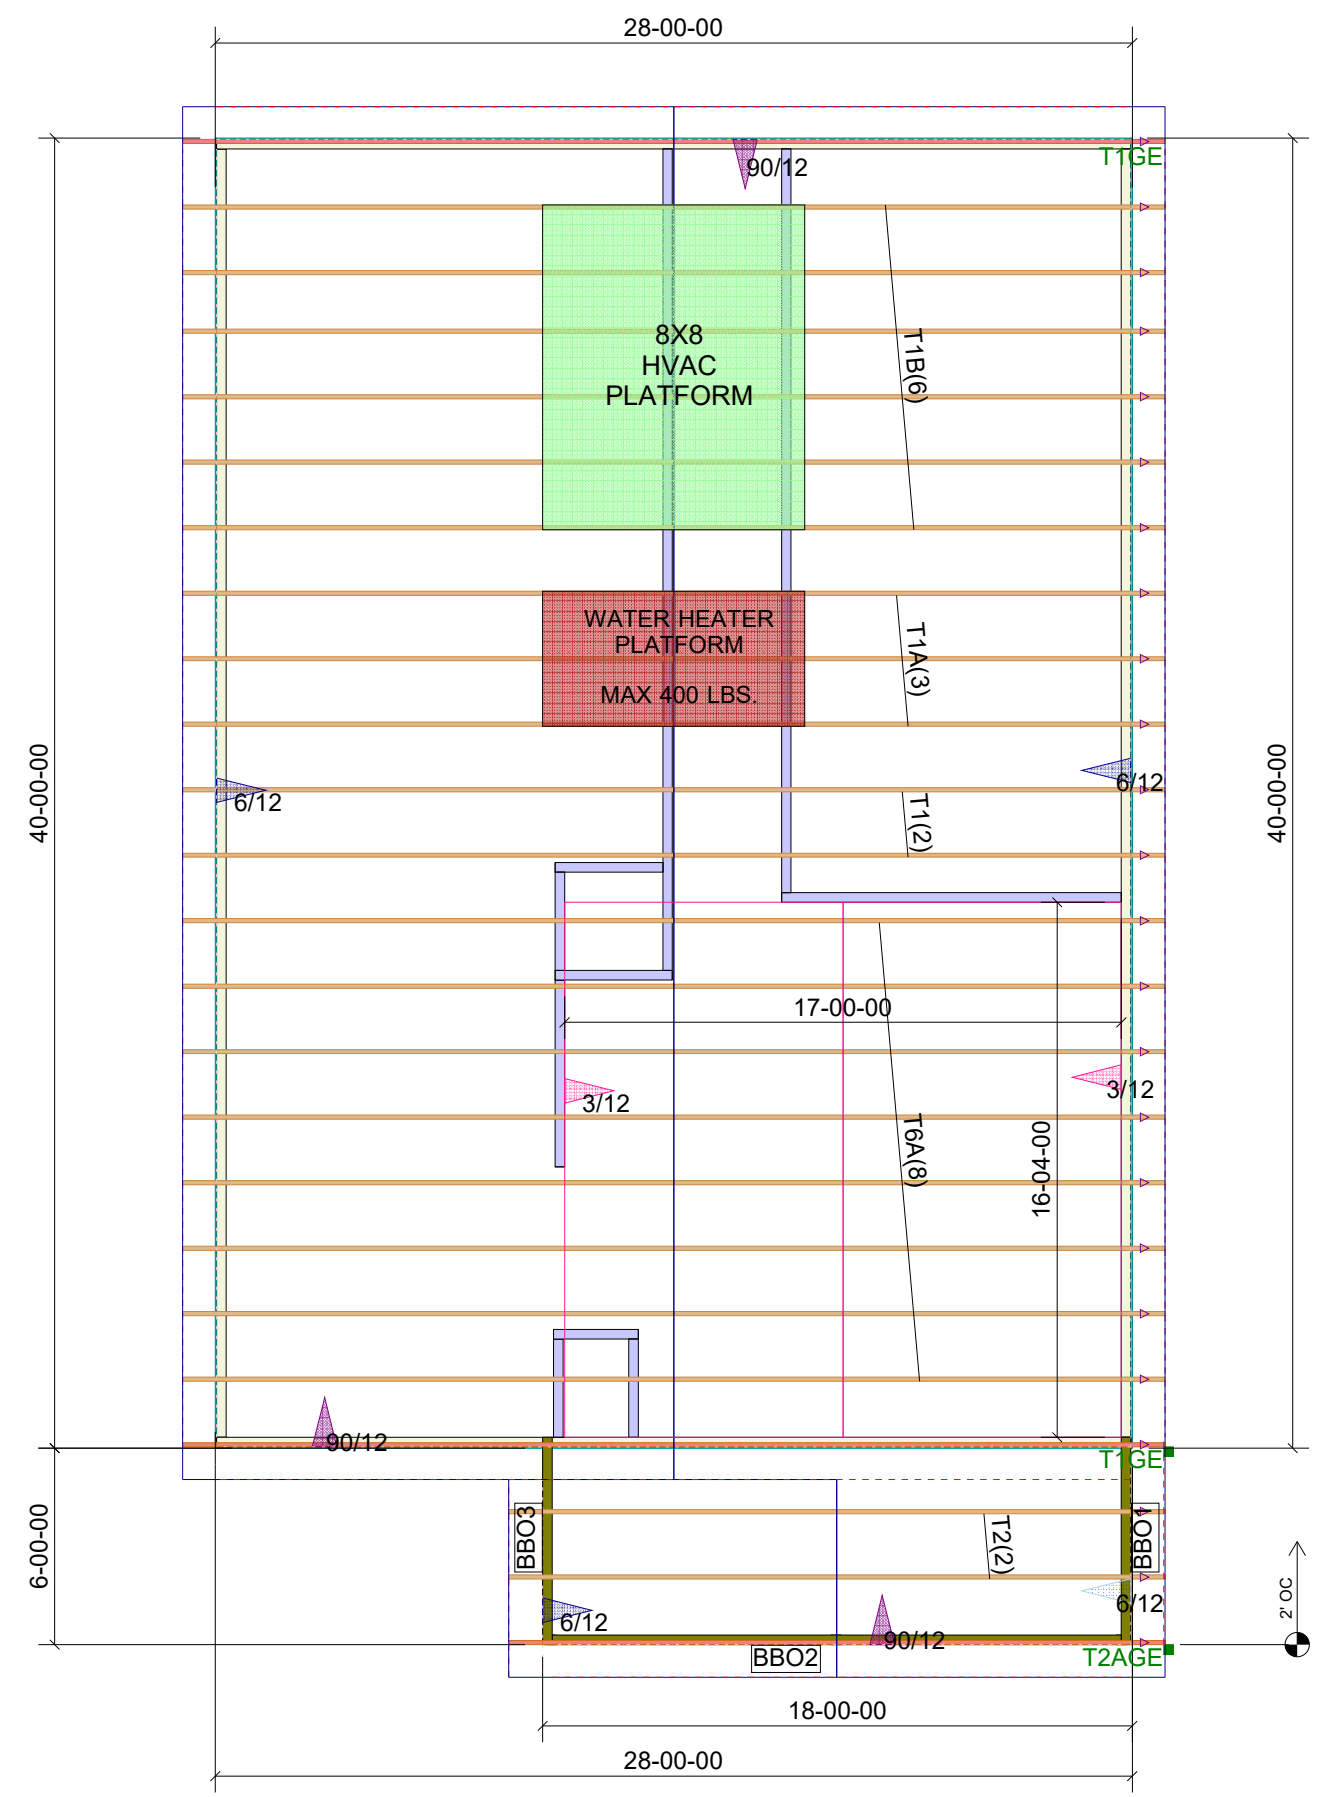 28-00-00
T1GE
90/12
8X8
HVAC
PLATFORM
T1B(6)
WATER HEATER
PLATFORM
MAX 400 LBS.
T1A(3)
40-00-00
40-00-00
6/12
6/12
T1(2)
17-00-00
3/12
3/12
16-04-00
T6A(8)
90/12
T1GE
6-00-00
BBO3
T2(2)
BBO1
6/12
6/12
90/12
2' OC
BBO2
T2AGE
18-00-00
28-00-00